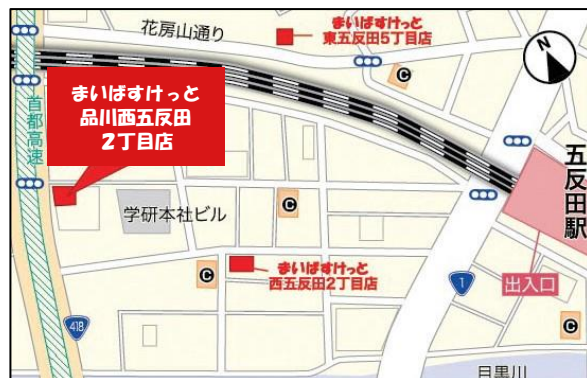 花房山通り
まいばすけっと
東五反田5丁目店
C
N
まいばすけっと
品川西五反田
2丁目店
首都高速
五反田駅
学研本社ビル
C
まいばすけっと
西五反田2丁目店
C
1
出入口
418
C
目黒川